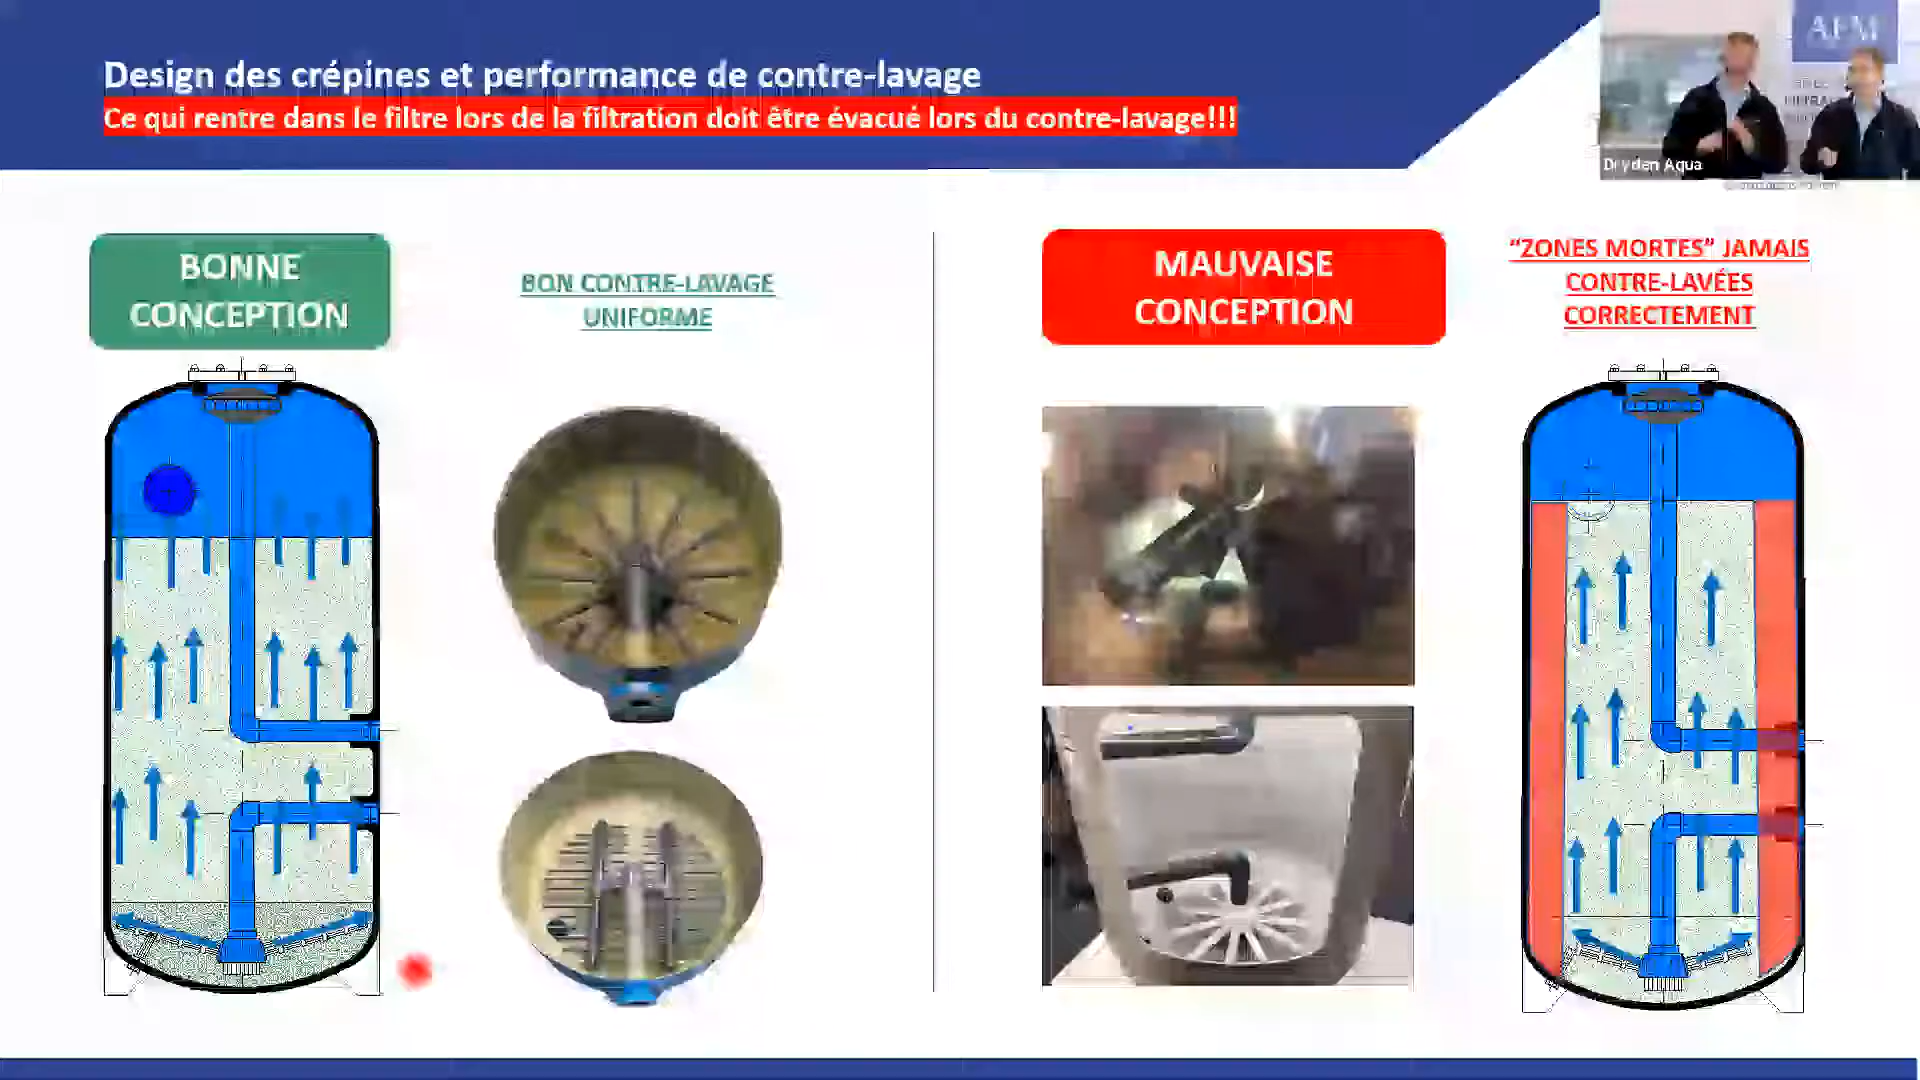 Design des crépines et performance de contre-lavage
Ce qui rentre dans le filtre lors de la filtration doit être évacué lors du contre-lavage!!!
AFM
Dryden Aqua
BONNE
CONCEPTION
BON CONTRE-LAVAGE
UNIFORME
MAUVAISE
CONCEPTION
“ZONES MORTES” JAMAIS
CONTRE-LAVÉES
CORRECTEMENT